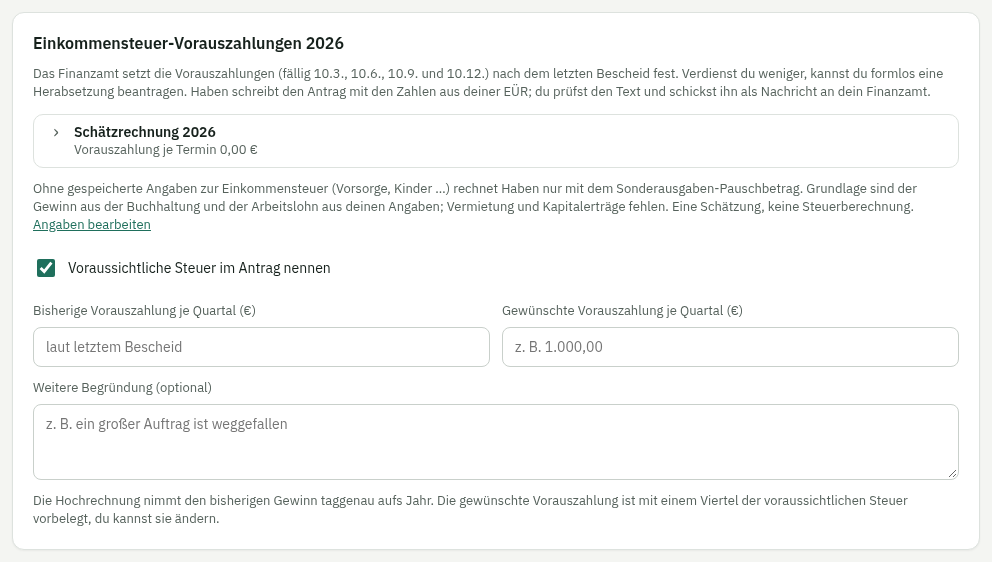 Einkommensteuer-Vorauszahlungen 2026
Das Finanzamt setzt die Vorauszahlungen (fällig 10.3., 10.6., 10.9. und 10.12.) nach dem letzten Bescheid fest. Verdienst du weniger, kannst du formlos eine
Herabsetzung beantragen. Haben schreibt den Antrag mit den Zahlen aus deiner EÜR; du prüfst den Text und schickst ihn als Nachricht an dein Finanzamt.
Schätzrechnung 2026
Vorauszahlung je Termin 0,00 €
Ohne gespeicherte Angaben zur Einkommensteuer (Vorsorge, Kinder …) rechnet Haben nur mit dem Sonderausgaben-Pauschbetrag. Grundlage sind der
Gewinn aus der Buchhaltung und der Arbeitslohn aus deinen Angaben; Vermietung und Kapitalerträge fehlen. Eine Schätzung, keine Steuerberechnung.
Angaben bearbeiten
Voraussichtliche Steuer im Antrag nennen
Bisherige Vorauszahlung je Quartal (€)
Gewünschte Vorauszahlung je Quartal (€)
laut letztem Bescheid
z. B. 1.000,00
Weitere Begründung (optional)
z. B. ein großer Auftrag ist weggefallen
Die Hochrechnung nimmt den bisherigen Gewinn taggenau aufs Jahr. Die gewünschte Vorauszahlung ist mit einem Viertel der voraussichtlichen Steuer
vorbelegt, du kannst sie ändern.